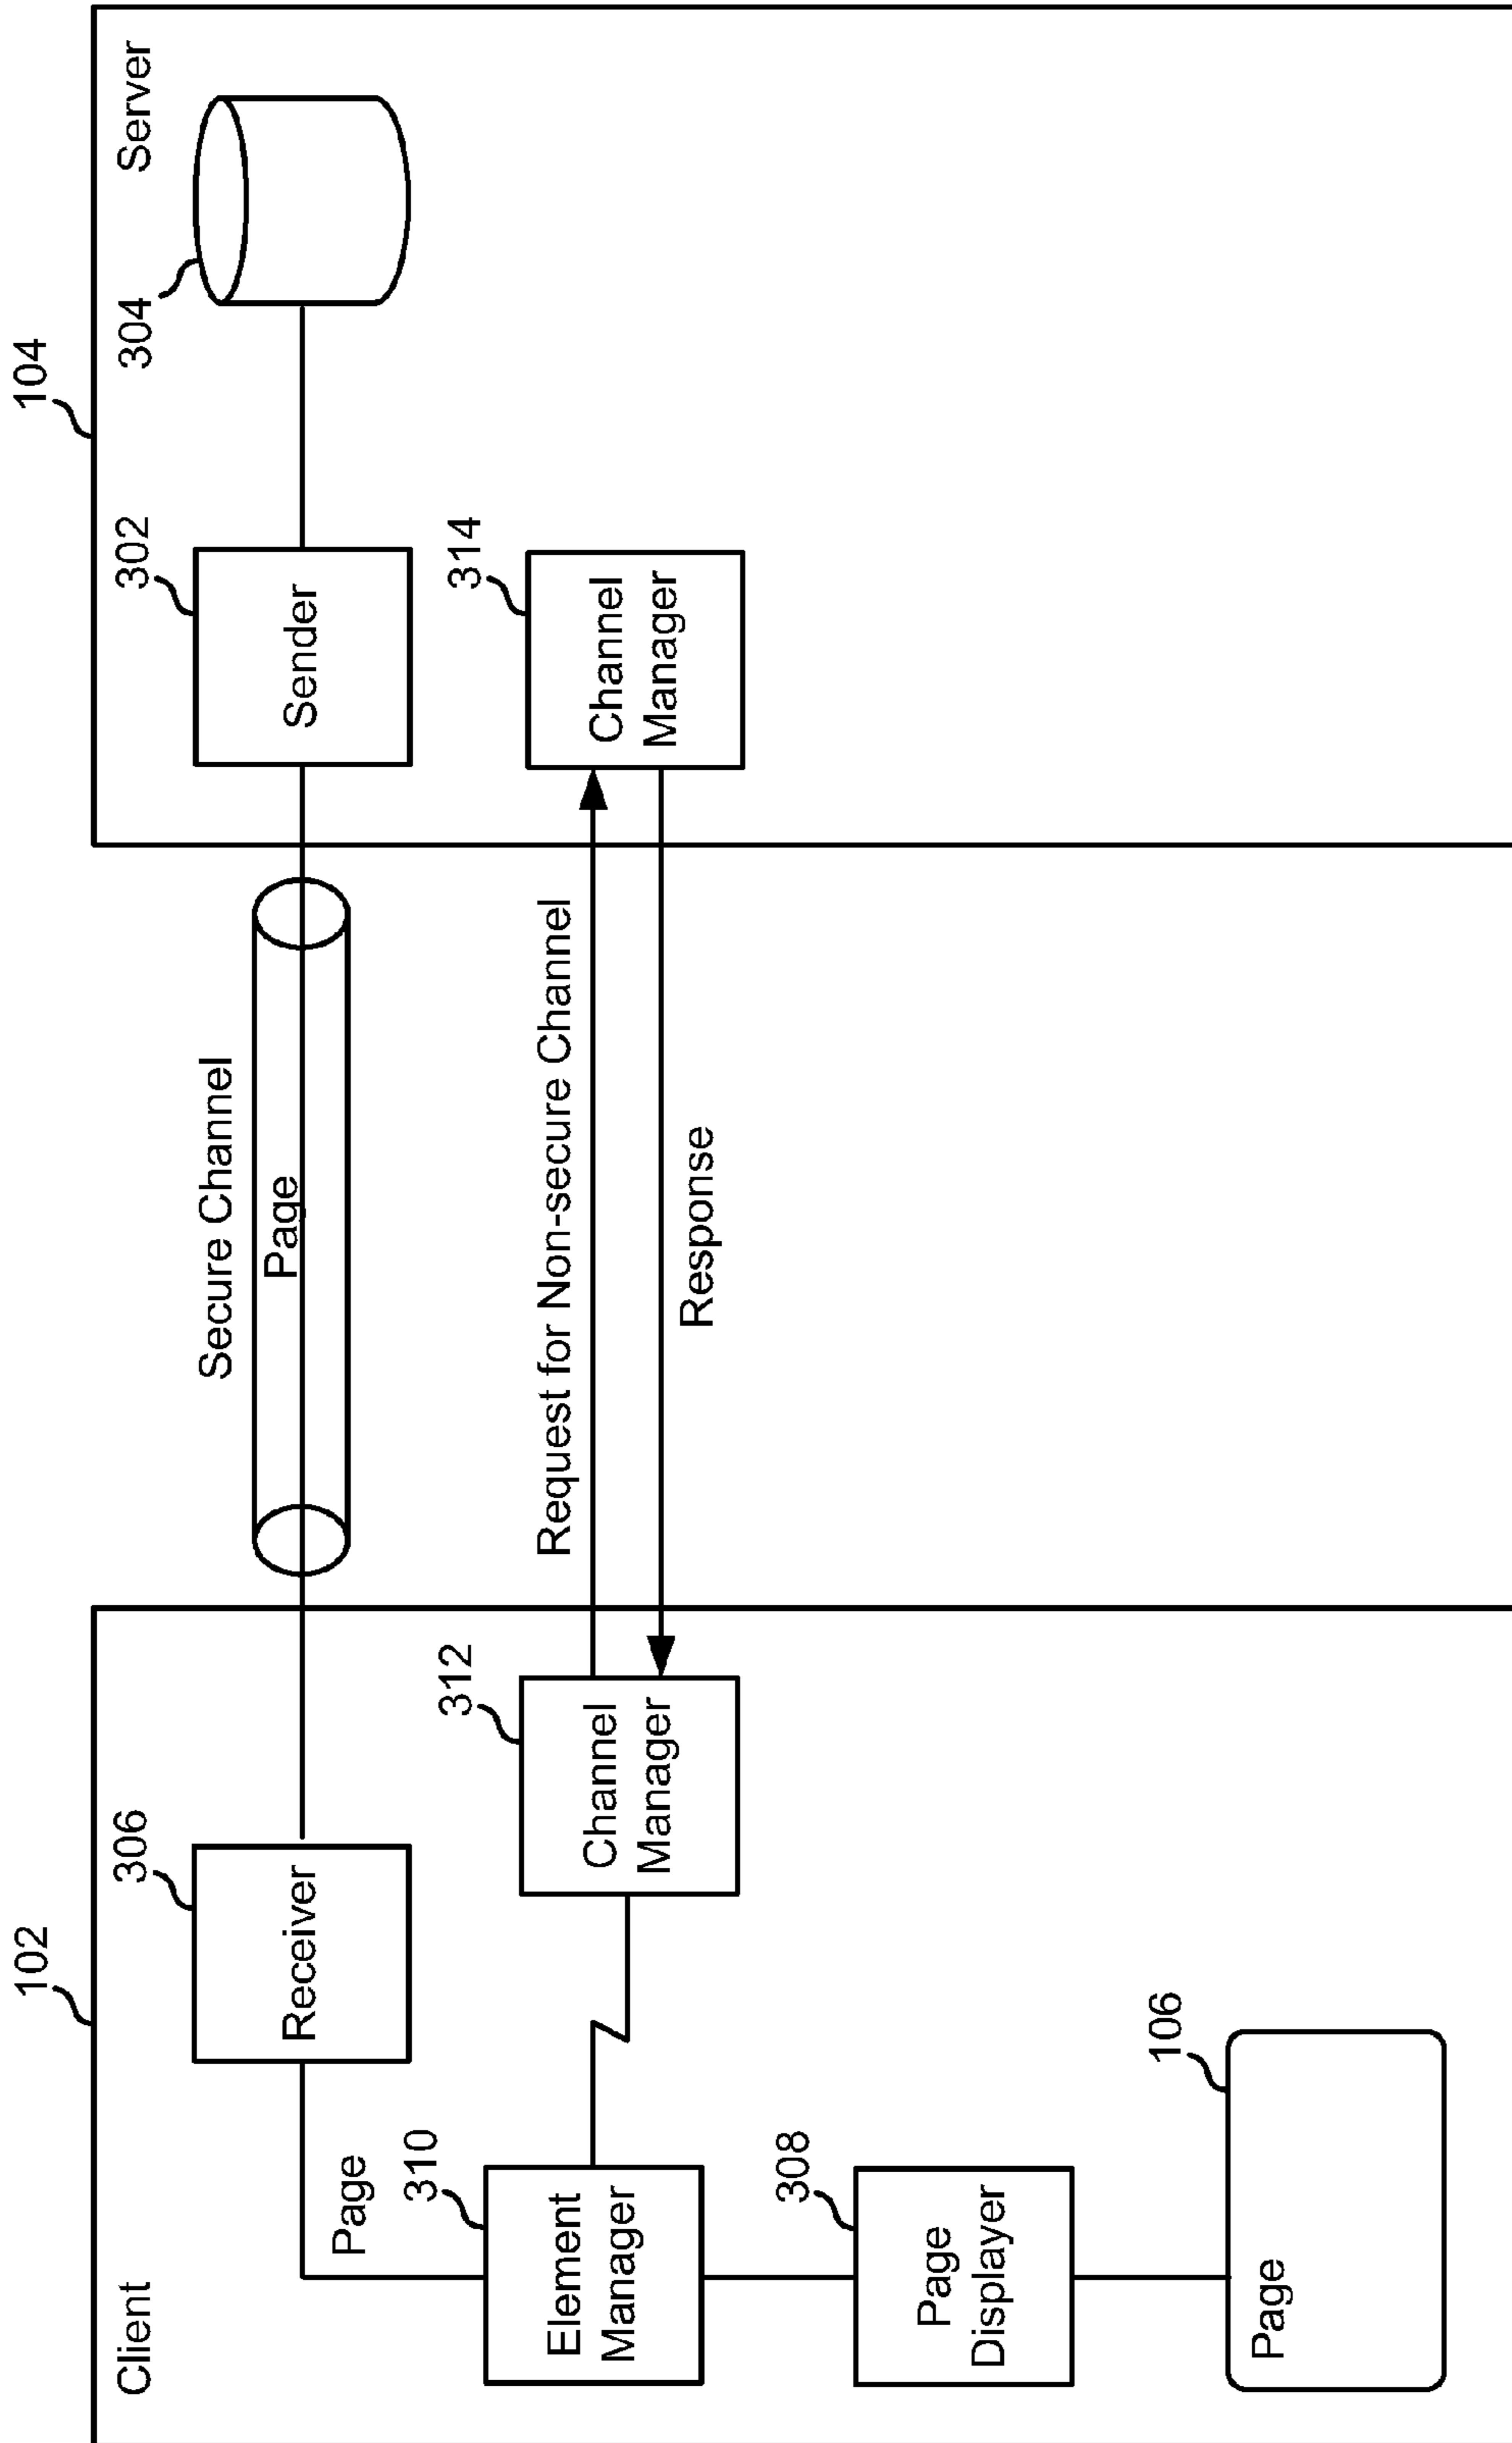 102
104
Client
Server
306
Receiver
Secure Channel
Page
302
Sender
304
Page
310
Element
Manager
312
Channel
Manager
Request for Non-secure Channel
Response
314
Channel
Manager
308
Page
Displayer
106
Page